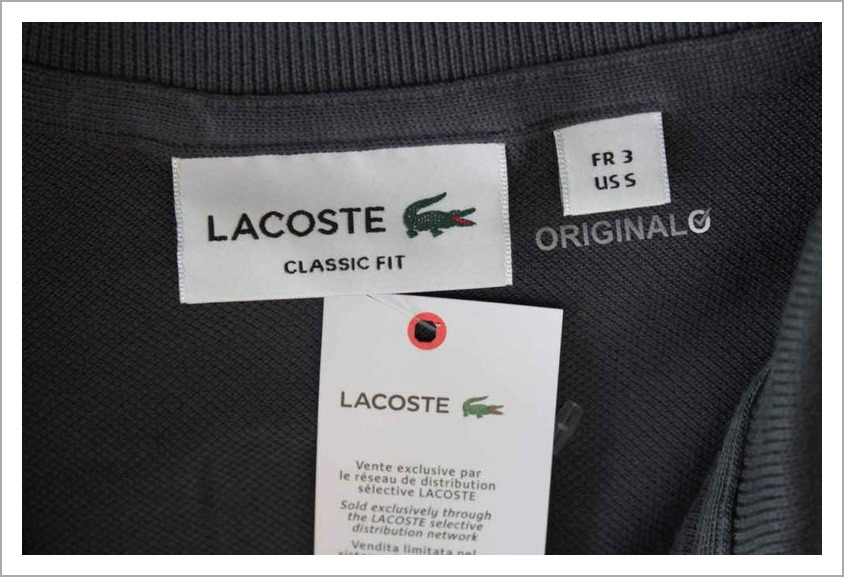 LACOSTE
CLASSIC FIT
FR 3
US S
ORIGINAL
LACOSTE
Vente exclusive par
le réseau de distribution
sélective LACOSTE
Sold exclusively through
the LACOSTE selective
distribution network
Vendita limitata nel